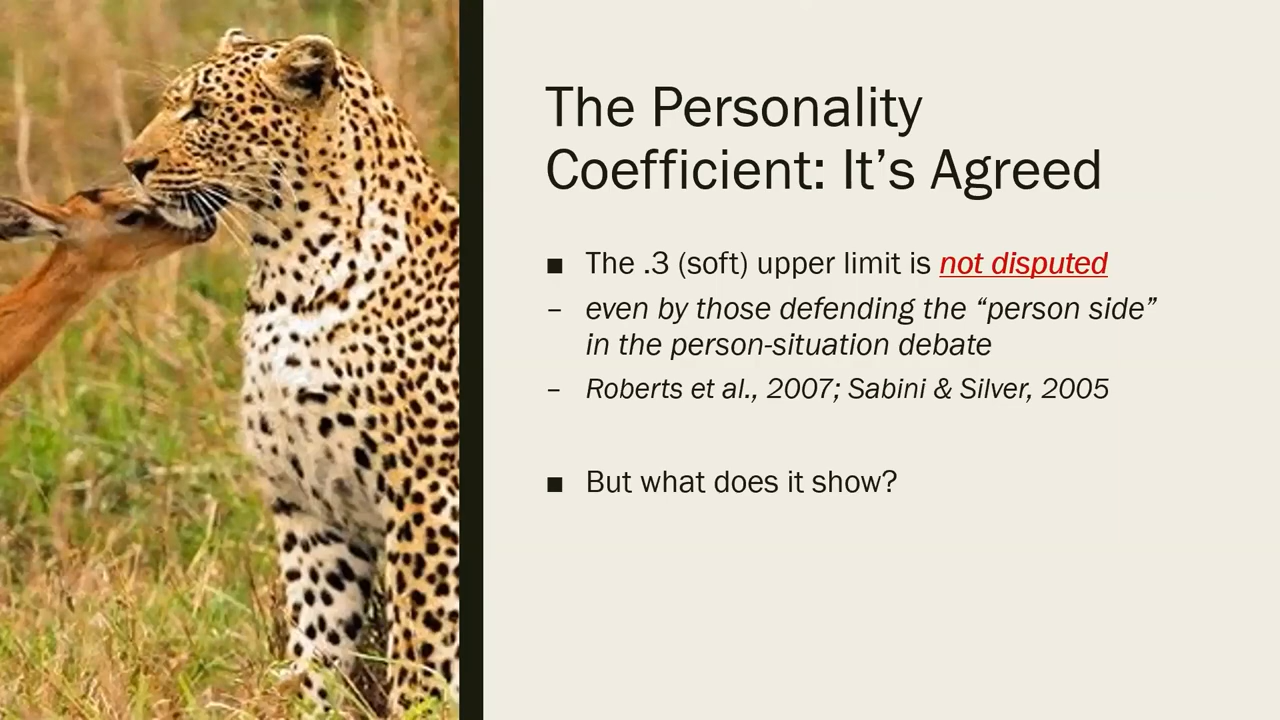 The Personality
Coefficient: It’s Agreed
■ The .3 (soft) upper limit is not disputed
– even by those defending the “person side”
in the person-situation debate
– Roberts et al., 2007; Sabini & Silver, 2005
■ But what does it show?